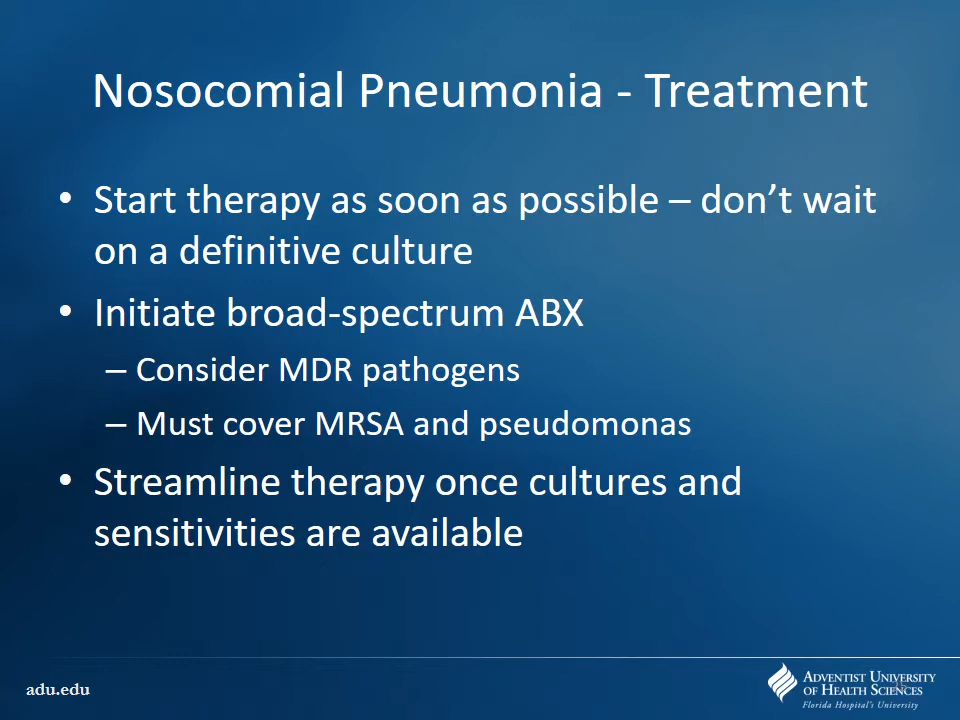 Nosocomial Pneumonia - Treatment
• Start therapy as soon as possible – don’t wait
on a definitive culture
• Initiate broad-spectrum ABX
– Consider MDR pathogens
– Must cover MRSA and pseudomonas
• Streamline therapy once cultures and
sensitivities are available
adu.edu
ADVENTIST UNIVERSITY
OF HEALTH SCIENCES
Florida Hospital's University